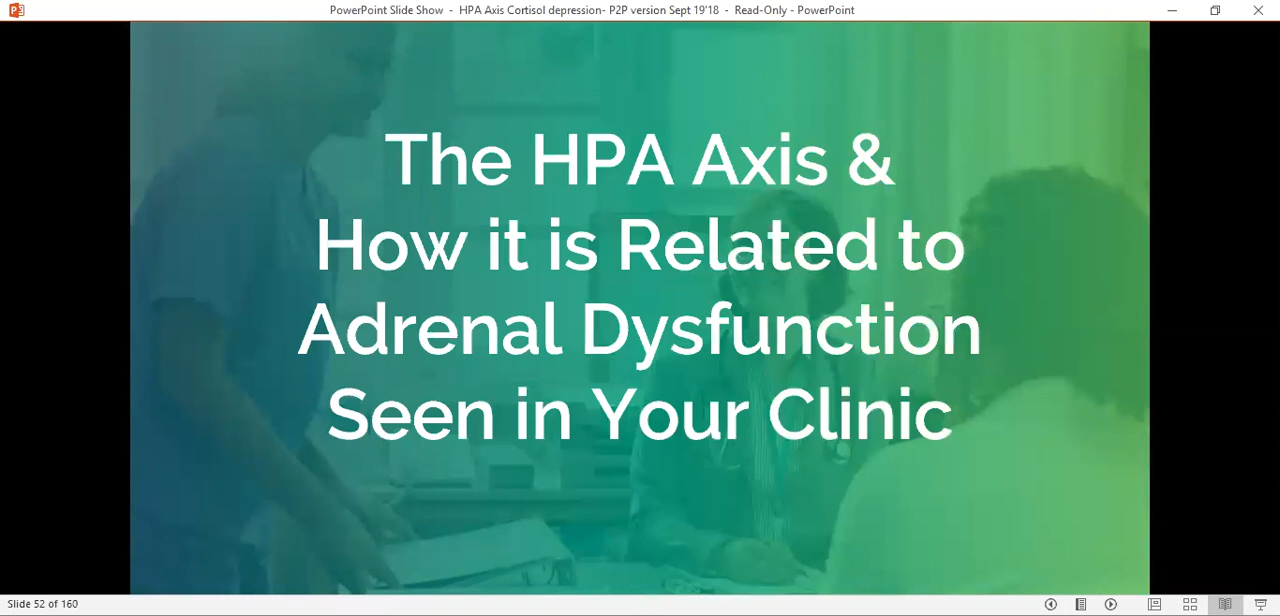 PowerPoint Slide Show - HPA Axis Cortisol depression- P2P version Sept 19'18 - Read-Only - PowerPoint
The HPA Axis &
How it is Related to
Adrenal Dysfunction
Seen in Your Clinic
Slide 52 of 160